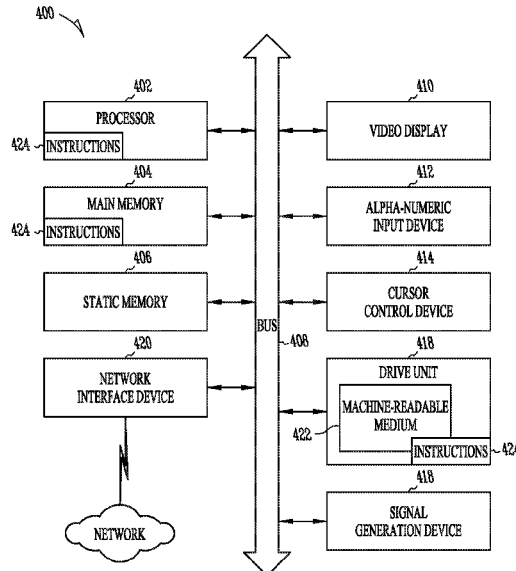 400
402
PROCESSOR
424
INSTRUCTIONS
404
MAIN MEMORY
424
INSTRUCTIONS
406
STATIC MEMORY
420
NETWORK
INTERFACE DEVICE
NETWORK
BUS
408
410
VIDEO DISPLAY
412
ALPHA-NUMERIC
INPUT DEVICE
414
CURSOR
CONTROL DEVICE
418
DRIVE UNIT
MACHINE-READABLE
MEDIUM
422
INSTRUCTIONS
424
418
SIGNAL
GENERATION DEVICE